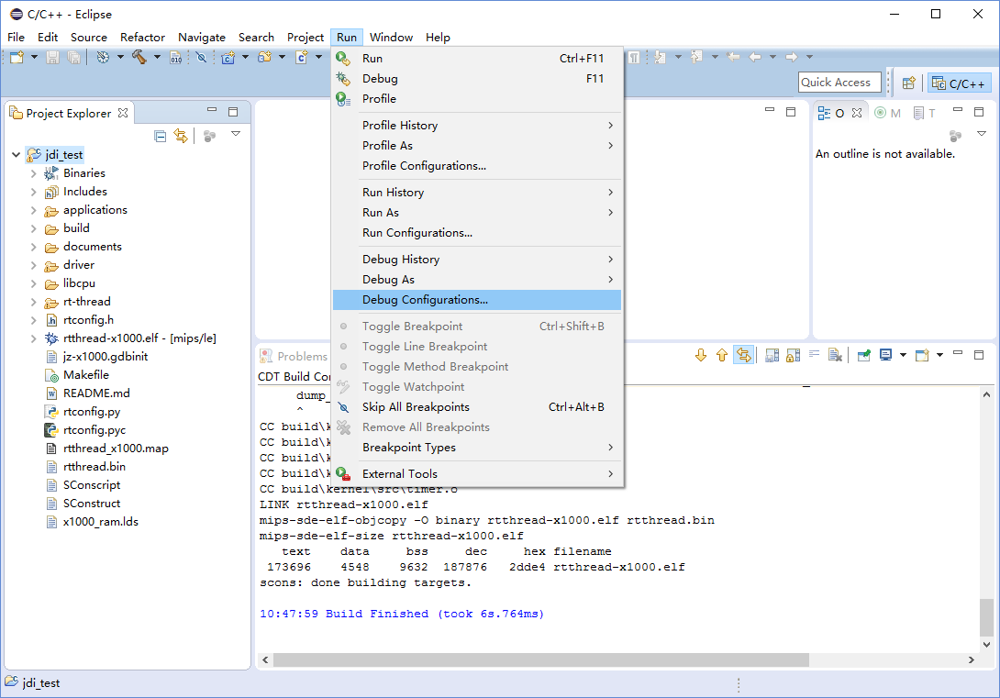 C/C++ - Eclipse
File Edit Source Refactor Navigate Search Project Run Window Help
Quick Access
C/C++
Project Explorer
jdi_test
Binaries
Includes
applications
build
documents
driver
libcpu
rt-thread
rtconfig.h
rtthread-x1000.elf - [mips/le]
jz-x1000.gdbinit
Makefile
README.md
rtconfig.py
rtconfig.pyc
rtthread_x1000.map
rtthread.bin
SConscript
SConstruct
x1000_ram.lds
Run Ctrl+F11
Debug F11
Profile
Profile History
Profile As
Profile Configurations...
Run History
Run As
Run Configurations...
Debug History
Debug As
Debug Configurations...
Toggle Breakpoint Ctrl+Shift+B
Toggle Line Breakpoint
Toggle Method Breakpoint
Toggle Watchpoint
Skip All Breakpoints Ctrl+Alt+B
Remove All Breakpoints
Breakpoint Types
External Tools
O M T
An outline is not available.
Problems
CDT Build Con
dump_
^
CC build\k
CC build\k
CC build\k
CC build\k
CC build\kernel\src\timer.o
LINK rtthread-x1000.elf
mips-sde-elf-objcopy -O binary rtthread-x1000.elf rtthread.bin
mips-sde-elf-size rtthread-x1000.elf
text data bss dec hex filename
173696 4548 9632 187876 2dde4 rtthread-x1000.elf
scons: done building targets.
10:47:59 Build Finished (took 6s.764ms)
jdi_test